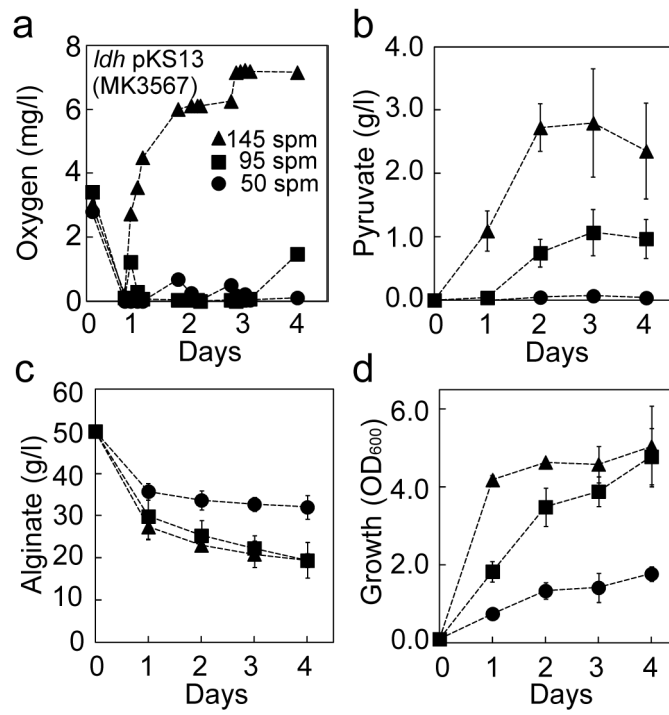 a
ldh pKS13
(MK3567)
145 spm
95 spm
50 spm
Oxygen (mg/l)
8
6
4
2
0
0 1 2 3 4
Days
b
Pyruvate (g/l)
4.0
3.0
2.0
1.0
0.0
0 1 2 3 4
Days
c
Alginate (g/l)
60
50
40
30
20
10
0
0 1 2 3 4
Days
d
Growth (OD600)
6.0
4.0
2.0
0.0
0 1 2 3 4
Days